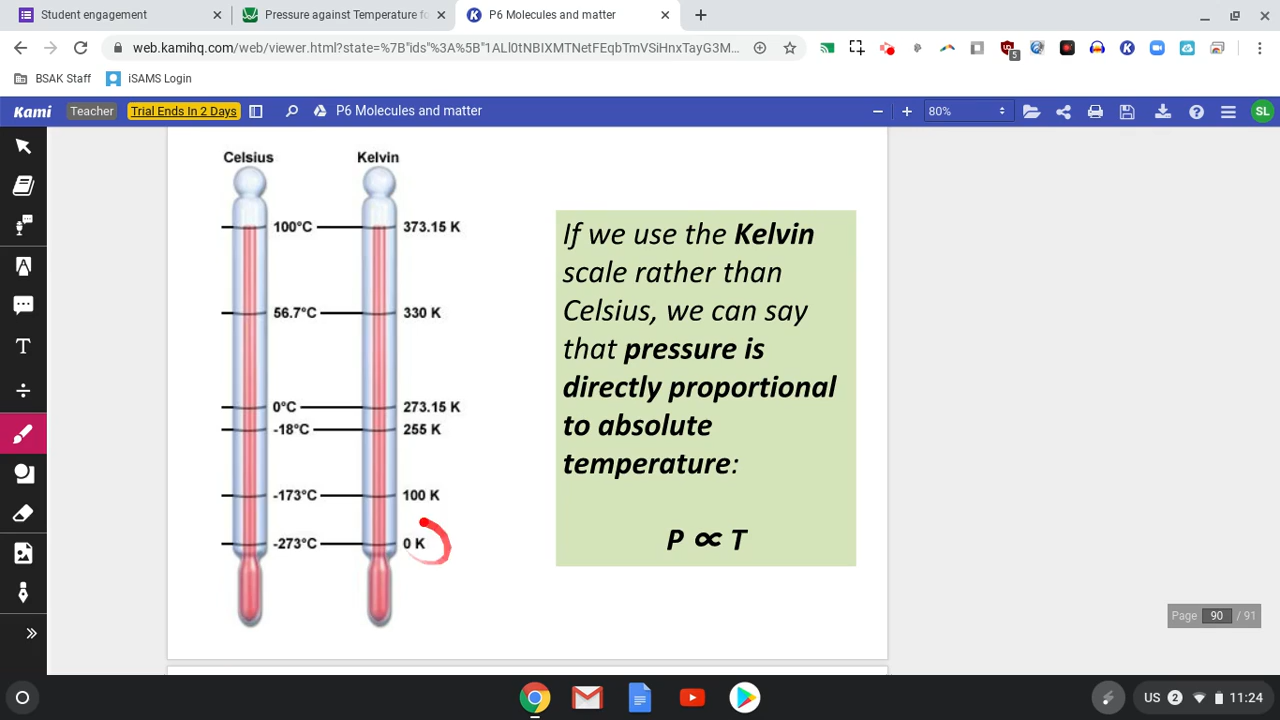 Student engagement
Pressure against Temperature fo
P6 Molecules and matter
web.kamihq.com/web/viewer.html?state=%7B"ids"%3A%5B"1ALl0tNBIXMTNetFEqbTmVSiHnxTayG3M...
5
BSAK Staff
iSAMS Login
Kami
Teacher
Trial Ends In 2 Days
P6 Molecules and matter
80%
SL
Celsius
Kelvin
100°C
373.15 K
56.7°C
330 K
0°C
273.15 K
-18°C
255 K
-173°C
100 K
-273°C
0 K
If we use the Kelvin
scale rather than
Celsius, we can say
that pressure is
directly proportional
to absolute
temperature:
P ∝ T
Page 90 / 91
US 2 11:24